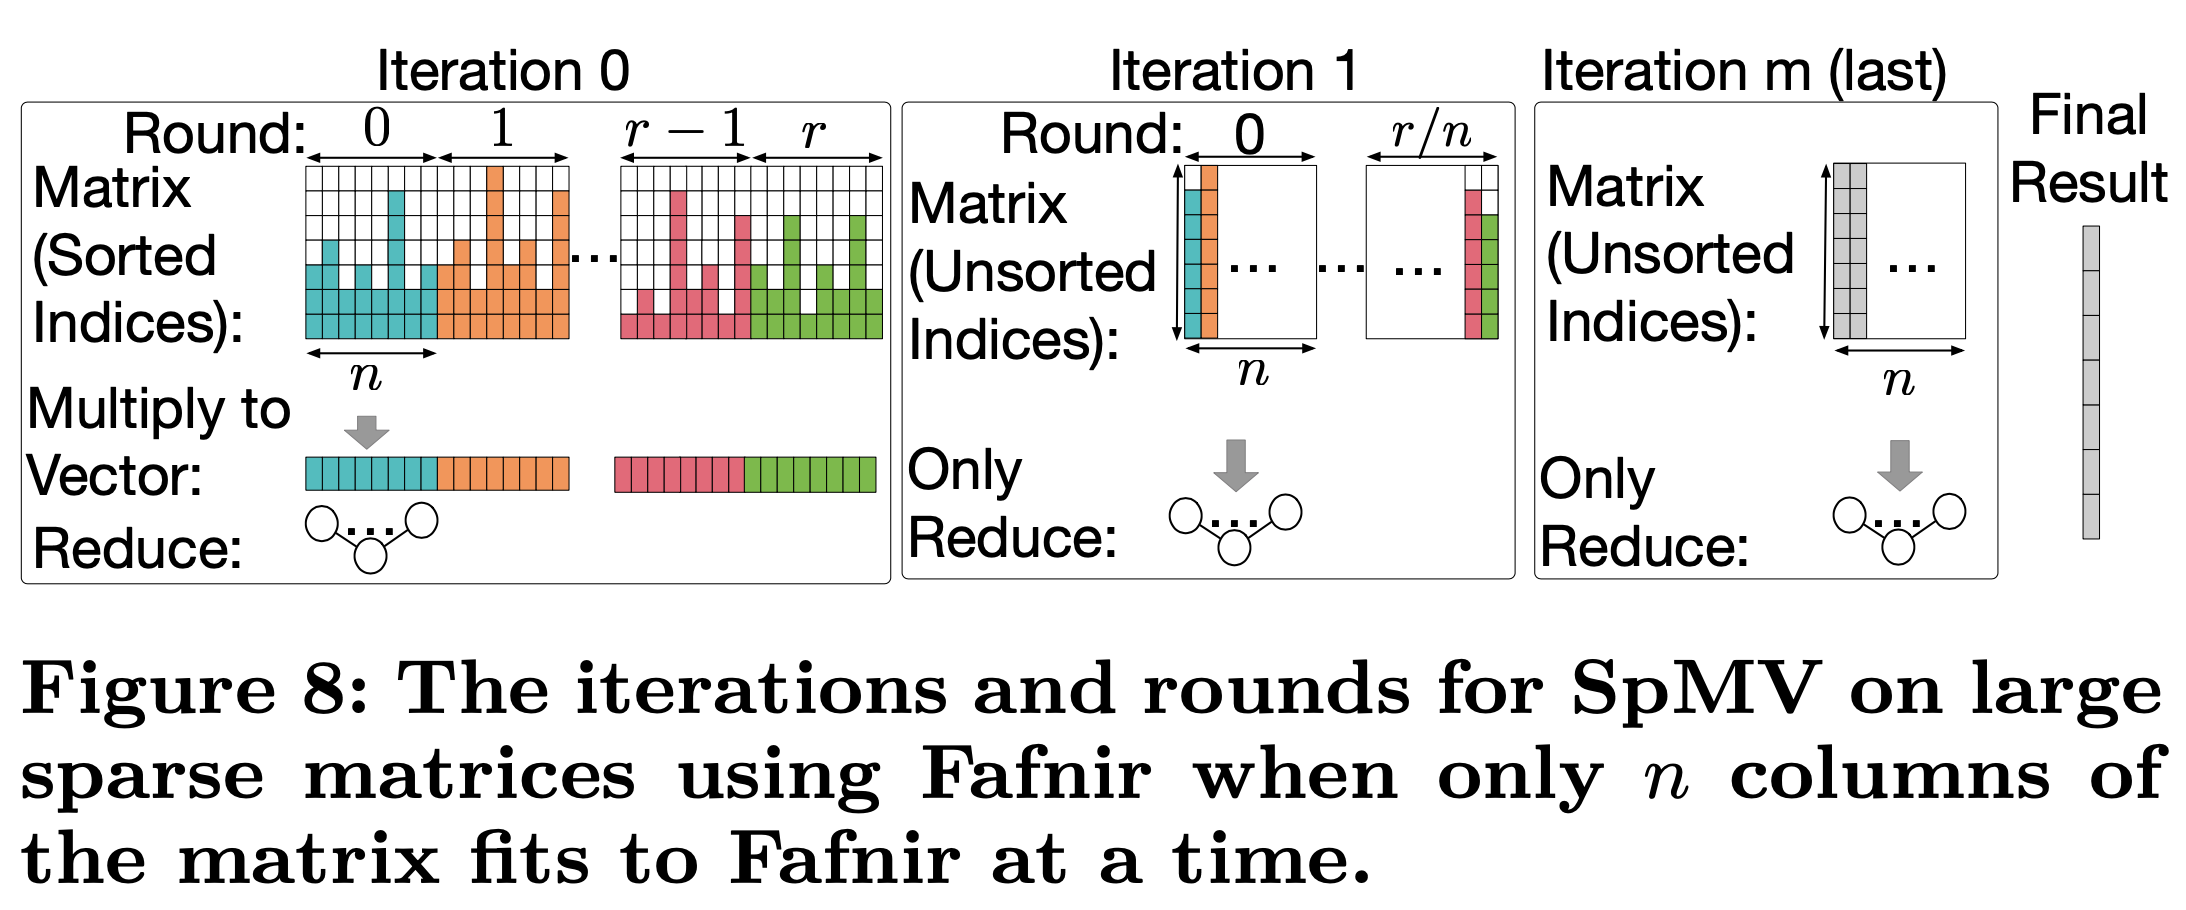 Iteration 0
Round: 0 1 ... r − 1 r
Matrix
(Sorted
Indices):
n
Multiply to
Vector:
Reduce:
Iteration 1
Round: 0 r/n
Matrix
(Unsorted
Indices):
n
Only
Reduce:
Iteration m (last)
Matrix
(Unsorted
Indices):
n
Only
Reduce:
Final
Result
Figure 8: The iterations and rounds for SpMV on large
sparse matrices using Fafnir when only n columns of
the matrix fits to Fafnir at a time.